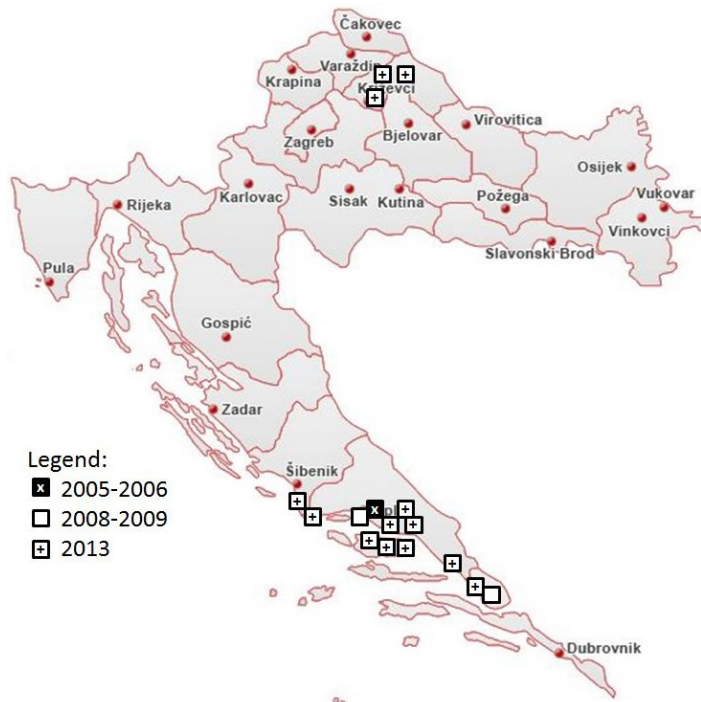 Čakovec
Varaždin
Krapina
Križevci
Zagreb
Bjelovar
Virovitica
Osijek
Karlovac
Sisak
Kutina
Požega
Vukovar
Vinkovci
Rijeka
Slavonski Brod
Pula
Gospić
Zadar
Legend:
Šibenik
x 2005-2006
2008-2009
+ 2013
Dubrovnik